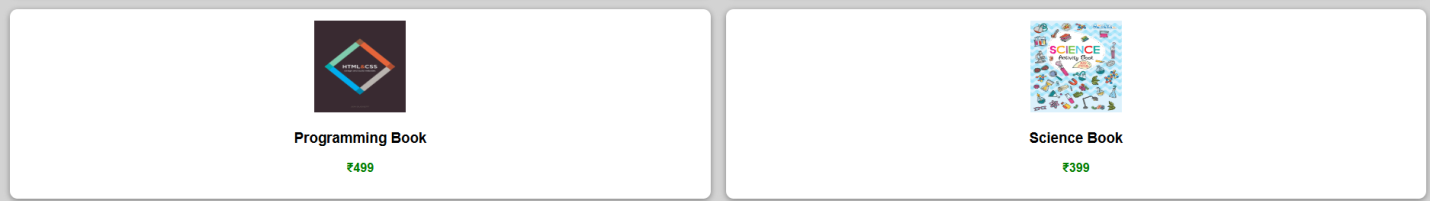 HTML&CSS
SCIENCE
Activity Book
Programming Book
Science Book
₹499
₹399